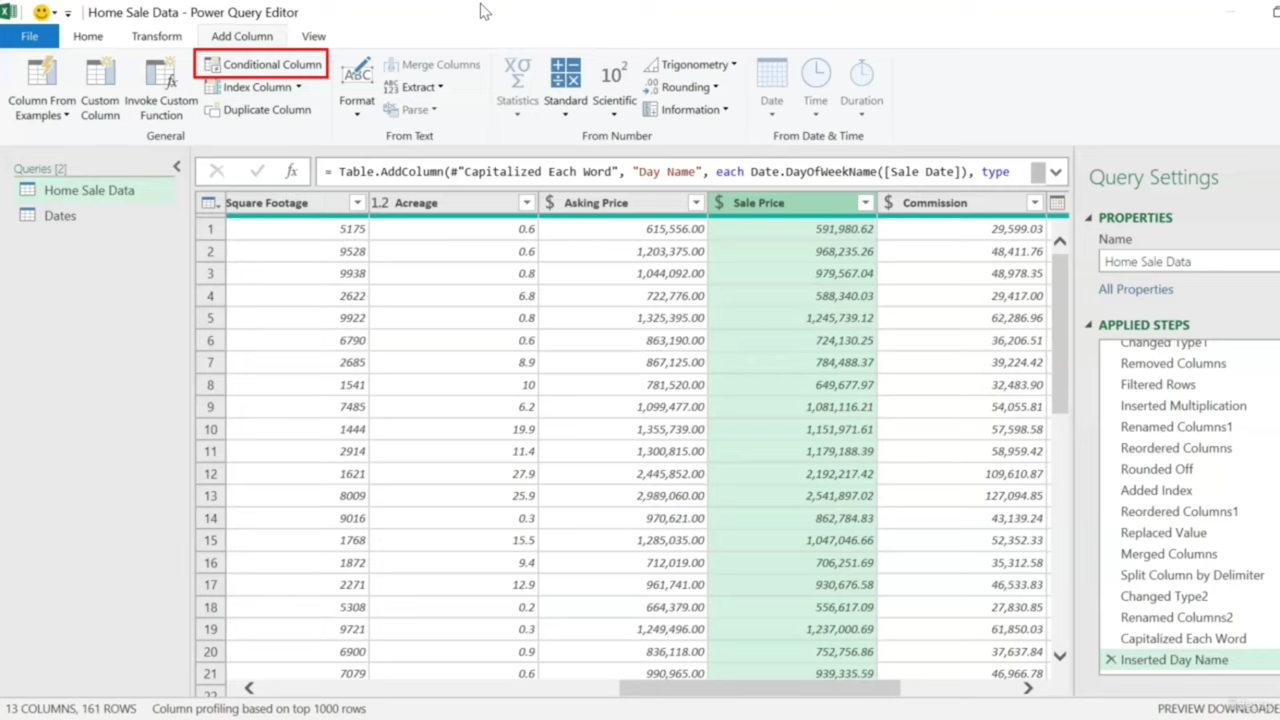 Home Sale Data - Power Query Editor
File Home Transform Add Column View
Column From Examples
Custom Column
Invoke Custom Function
Conditional Column
Index Column
Duplicate Column
General
ABC
Format
Merge Columns
ABC 123 Extract
Parse
From Text
XΟ Σ
Statistics
Standard
10²
Scientific
Trigonometry
.00 Rounding
Information
From Number
Date
Time
Duration
From Date & Time
Queries [2]
Home Sale Data
Dates
fx = Table.AddColumn(#"Capitalized Each Word", "Day Name", each Date.DayOfWeekName([Sale Date]), type
Square Footage 1.2 Acreage $ Asking Price $ Sale Price $ Commission
1 5175 0.6 615,556.00 591,980.62 29,599.03
2 9528 0.6 1,203,375.00 968,235.26 48,411.76
3 9938 0.8 1,044,092.00 979,567.04 48,978.35
4 2622 6.8 722,776.00 588,340.03 29,417.00
5 9922 0.8 1,325,395.00 1,245,739.12 62,286.96
6 6790 0.6 863,190.00 724,130.25 36,206.51
7 2685 8.9 867,125.00 784,488.37 39,224.42
8 1541 10 781,520.00 649,677.97 32,483.90
9 7485 6.2 1,099,477.00 1,081,116.21 54,055.81
10 1444 19.9 1,355,739.00 1,151,971.61 57,598.58
11 2914 11.4 1,300,815.00 1,179,188.39 58,959.42
12 1621 27.9 2,445,852.00 2,192,217.42 109,610.87
13 8009 25.9 2,989,060.00 2,541,897.02 127,094.85
14 9016 0.3 970,621.00 862,784.83 43,139.24
15 1768 15.5 1,285,035.00 1,047,046.66 52,352.33
16 1872 9.4 712,019.00 706,251.69 35,312.58
17 2271 12.9 961,741.00 930,676.58 46,533.83
18 5308 0.2 664,379.00 556,617.09 27,830.85
19 9721 0.3 1,249,496.00 1,237,000.69 61,850.03
20 6900 0.9 836,118.00 752,756.86 37,637.84
21 7079 0.6 990,965.00 939,335.59 46,966.78
22
Query Settings
PROPERTIES
Name
Home Sale Data
All Properties
APPLIED STEPS
Changed Type1
Removed Columns
Filtered Rows
Inserted Multiplication
Renamed Columns1
Reordered Columns
Rounded Off
Added Index
Reordered Columns1
Replaced Value
Merged Columns
Split Column by Delimiter
Changed Type2
Renamed Columns2
Capitalized Each Word
Inserted Day Name
13 COLUMNS, 161 ROWS Column profiling based on top 1000 rows
PREVIEW DOWNLOADE